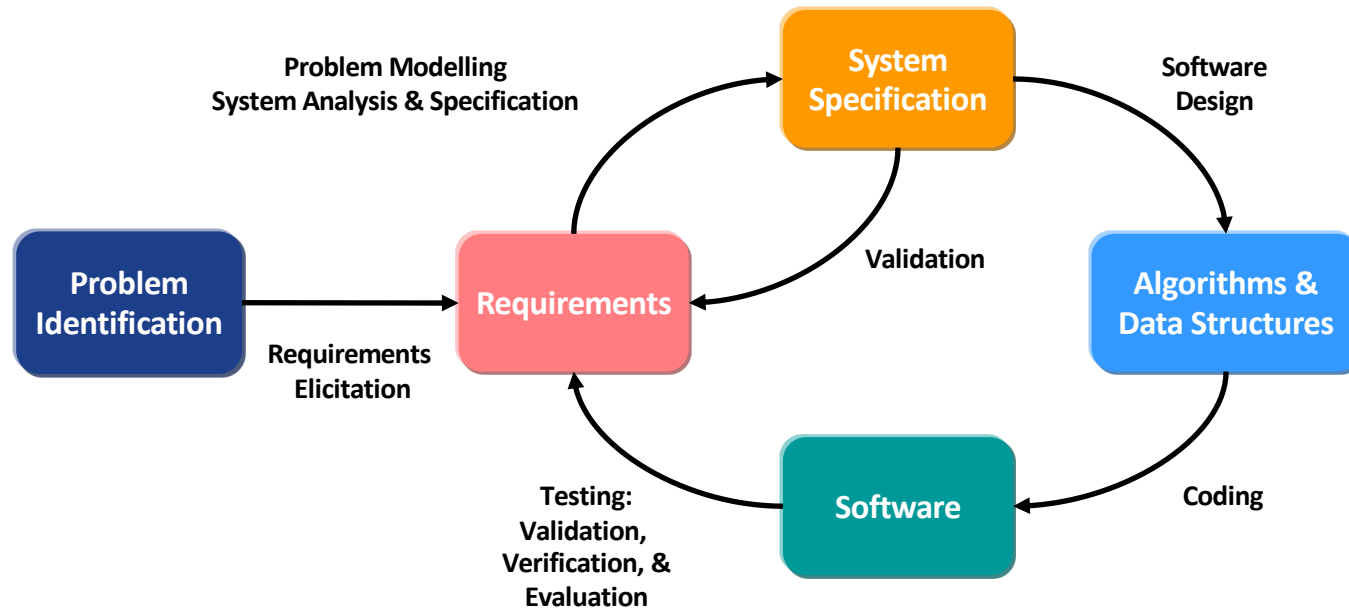 Problem Modelling
System Analysis & Specification
System
Specification
Software
Design
Problem
Identification
Requirements
Elicitation
Requirements
Validation
Algorithms &
Data Structures
Testing:
Validation,
Verification, &
Evaluation
Software
Coding